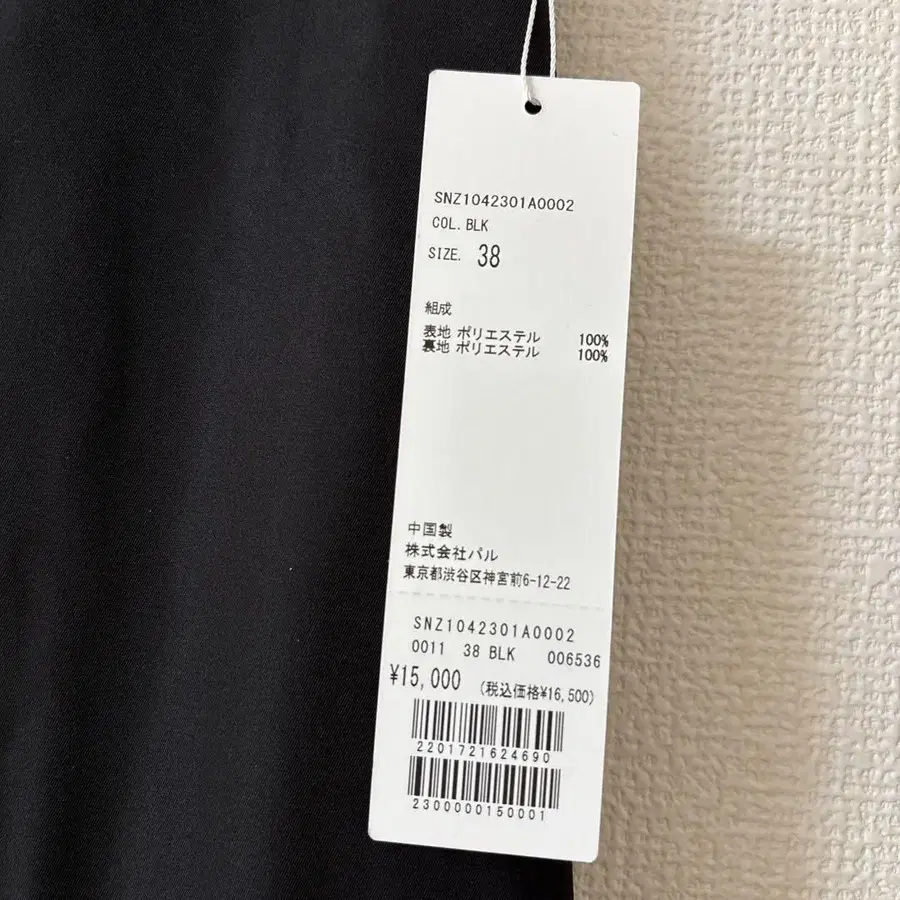 SNZ1042301A0002
COL. BLK
SIZE. 38
組成
表地 ポリエステル 100%
裏地 ポリエステル 100%
中国製
株式会社パル
東京都渋谷区神宮前6-12-22
SNZ1042301A0002
0011 38 BLK 006536
¥15,000 (税込価格¥16,500)
2201721624690
2300000150001